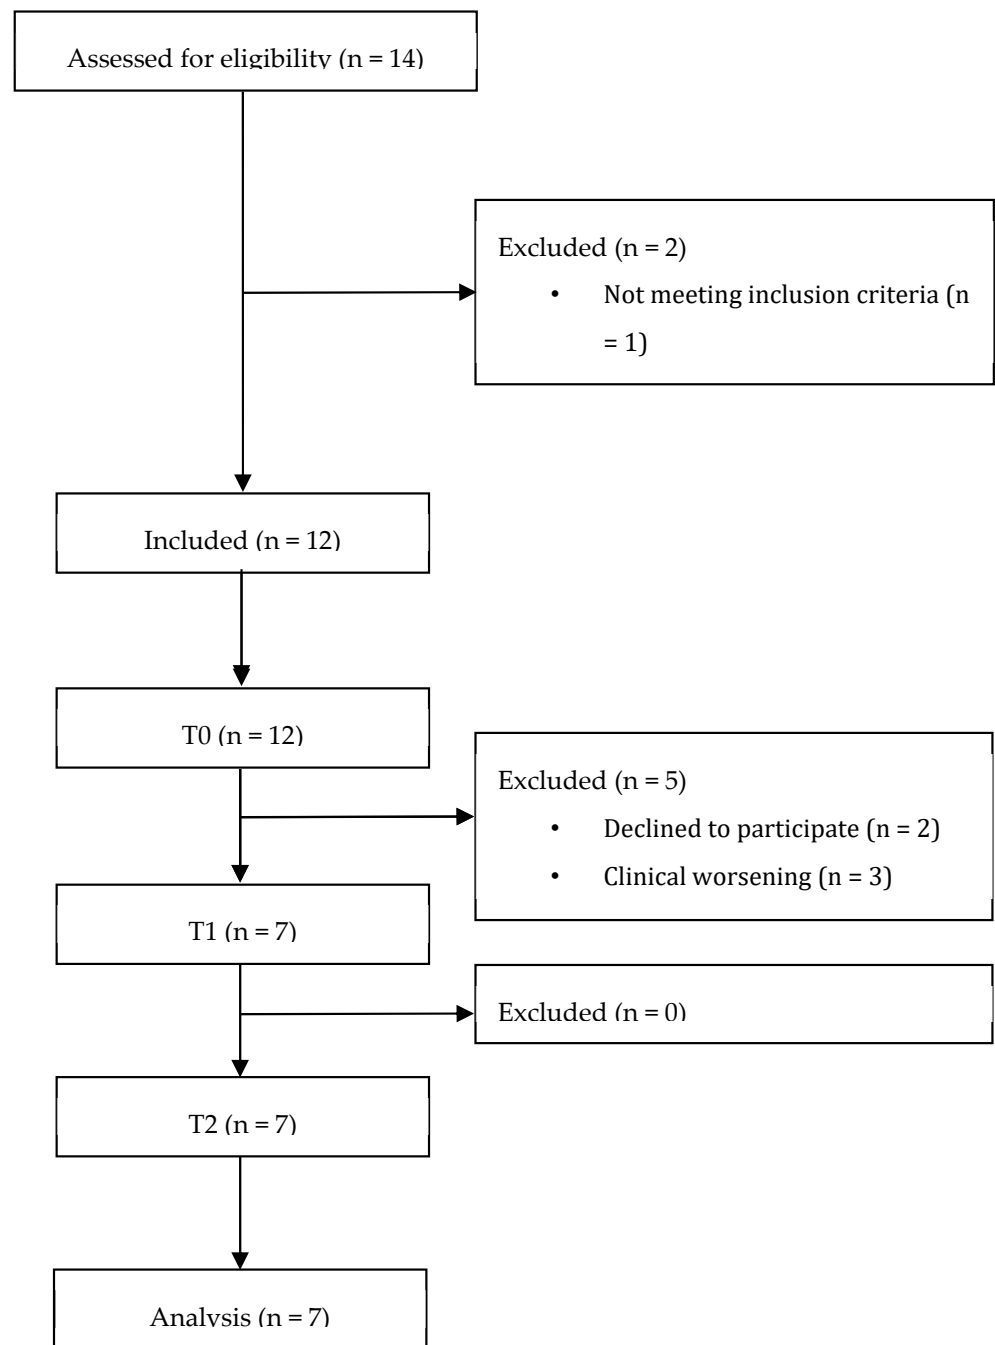 Assessed for eligibility (n = 14)
Excluded (n = 2)
• Not meeting inclusion criteria (n
= 1)
Included (n = 12)
T0 (n = 12)
Excluded (n = 5)
• Declined to participate (n = 2)
• Clinical worsening (n = 3)
T1 (n = 7)
Excluded (n = 0)
T2 (n = 7)
Analysis (n = 7)